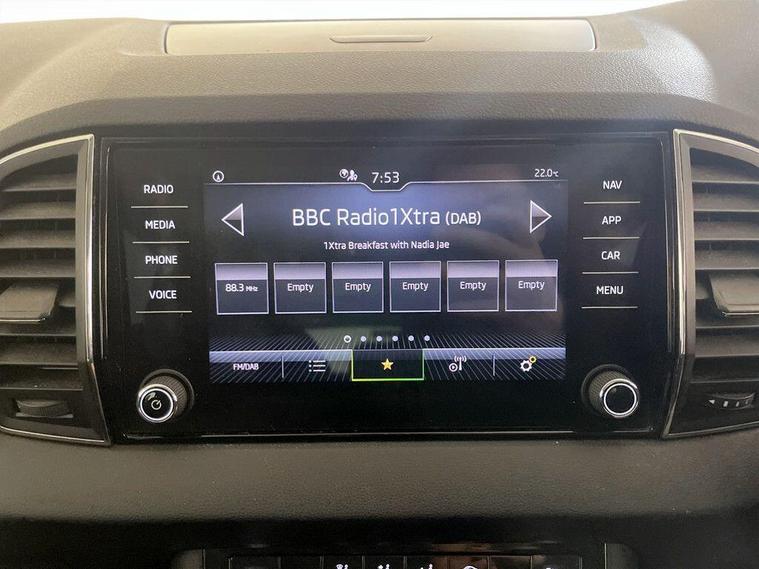 7:53
22.0°C
BBC Radio1Xtra (DAB)
1Xtra Breakfast with Nadia Jae
88.3 MHz
Empty
Empty
Empty
Empty
Empty
FM/DAB
RADIO
MEDIA
PHONE
VOICE
NAV
APP
CAR
MENU